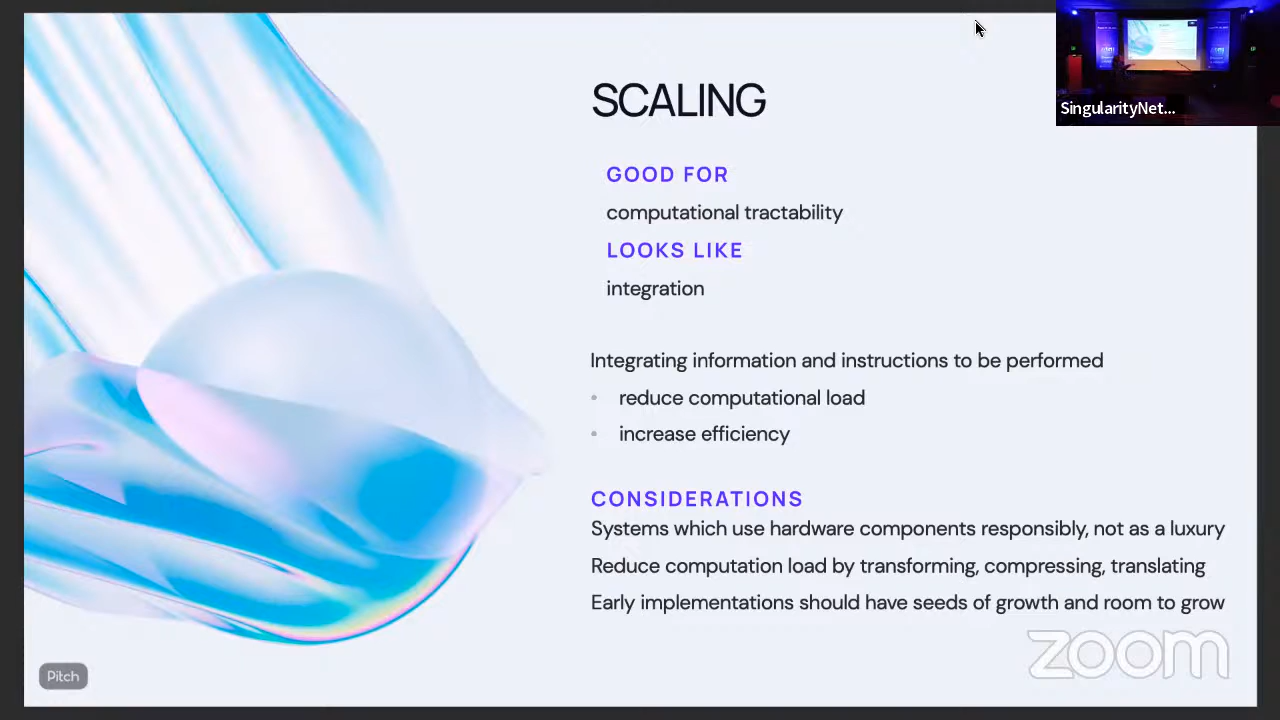 SCALING
SingularityNet...
GOOD FOR
computational tractability
LOOKS LIKE
integration
Integrating information and instructions to be performed
• reduce computational load
• increase efficiency
CONSIDERATIONS
Systems which use hardware components responsibly, not as a luxury
Reduce computation load by transforming, compressing, translating
Early implementations should have seeds of growth and room to grow
zoom
Pitch